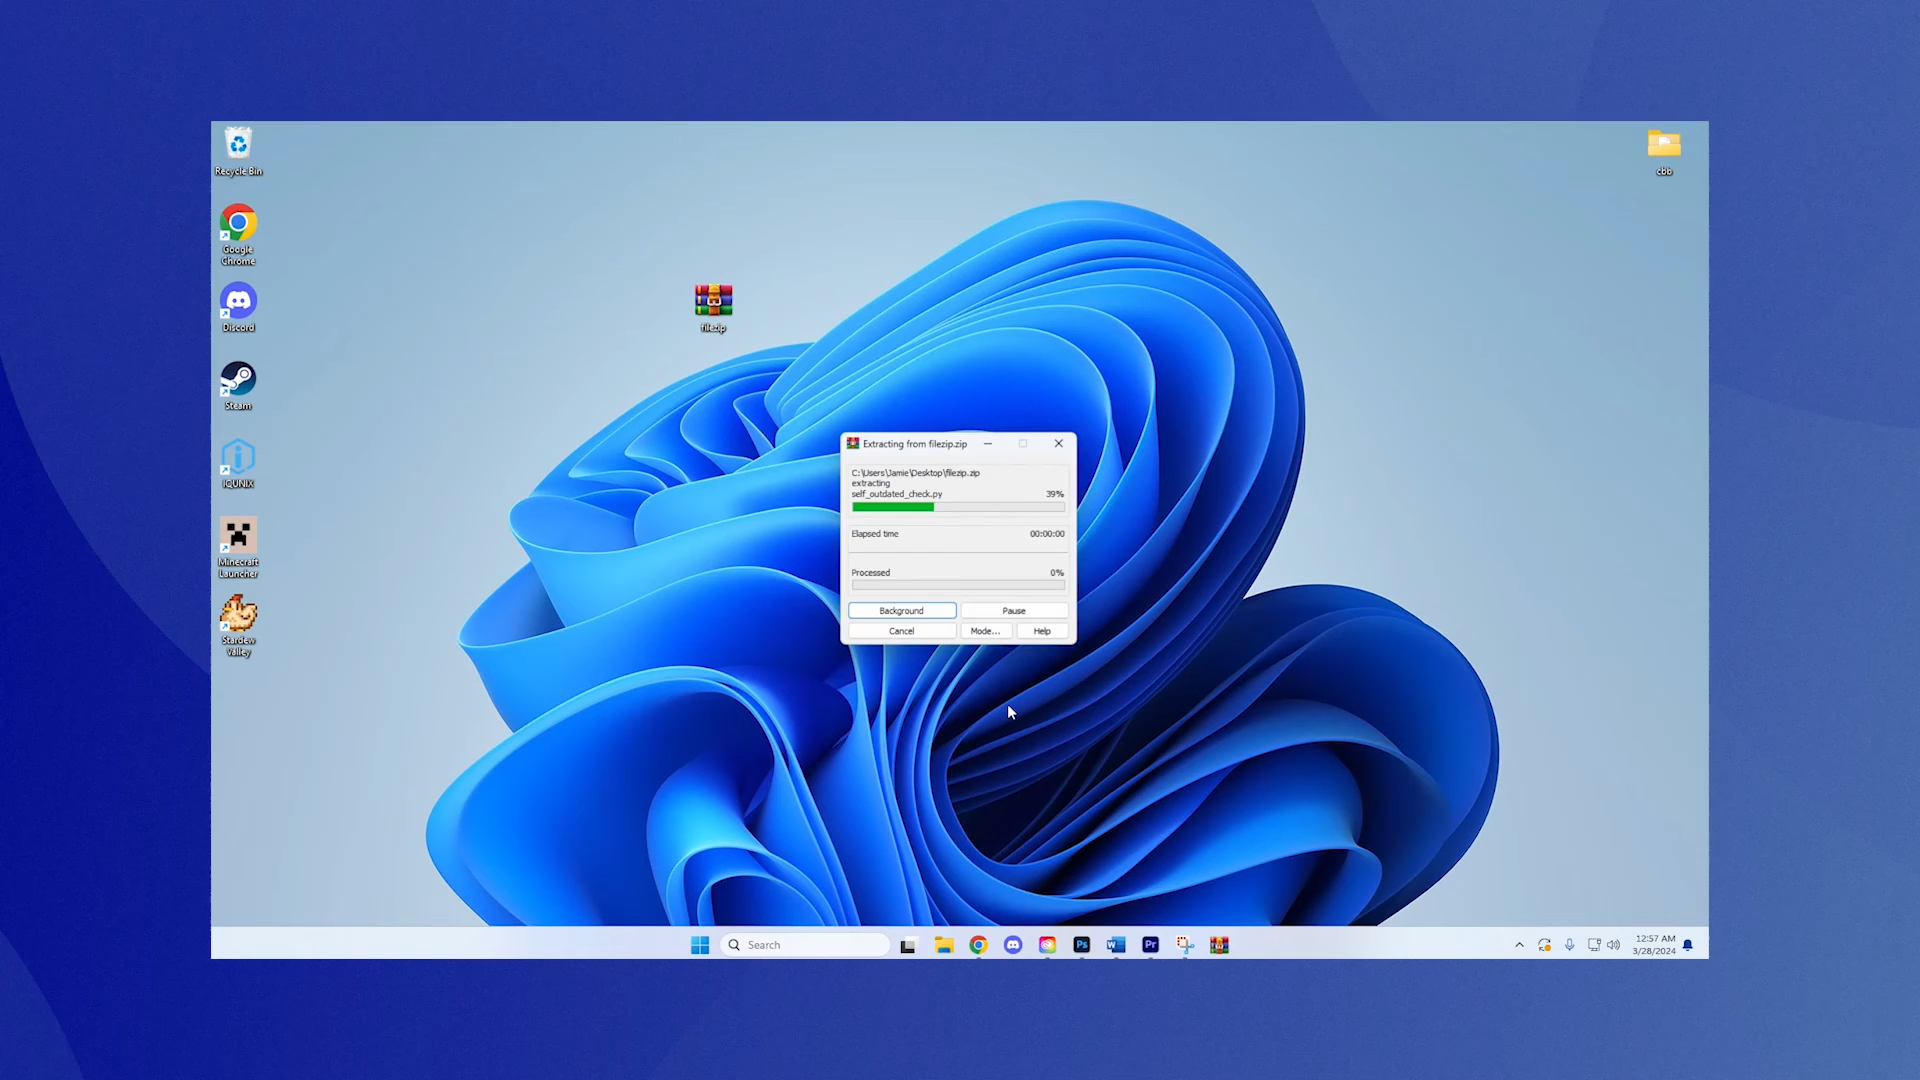 Recycle Bin
Google
Chrome
Discord
Steam
IQUNIX
Minecraft
Launcher
Stardew
Valley
filezip
cbb
Extracting from filezip.zip
C:\Users\Jamie\Desktop\filezip.zip
extracting
self_outdated_check.py 39%
Elapsed time 00:00:00
Processed 0%
Background Pause
Cancel Mode... Help
Search
Ps
Pr
12:57 AM
3/28/2024